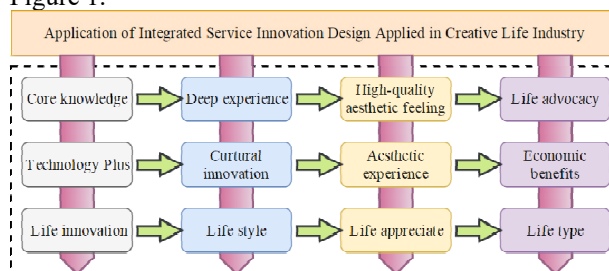 Figure 1.
Application of Integrated Service Innovation Design Applied in Creative Life Industry
Core knowledge
Deep experience
High-quality
aesthetic feeling
Life advocacy
Technology Plus
Curtural
innovation
Aesthetic
experience
Economic
benefits
Life innovation
Life style
Life appreciate
Life type